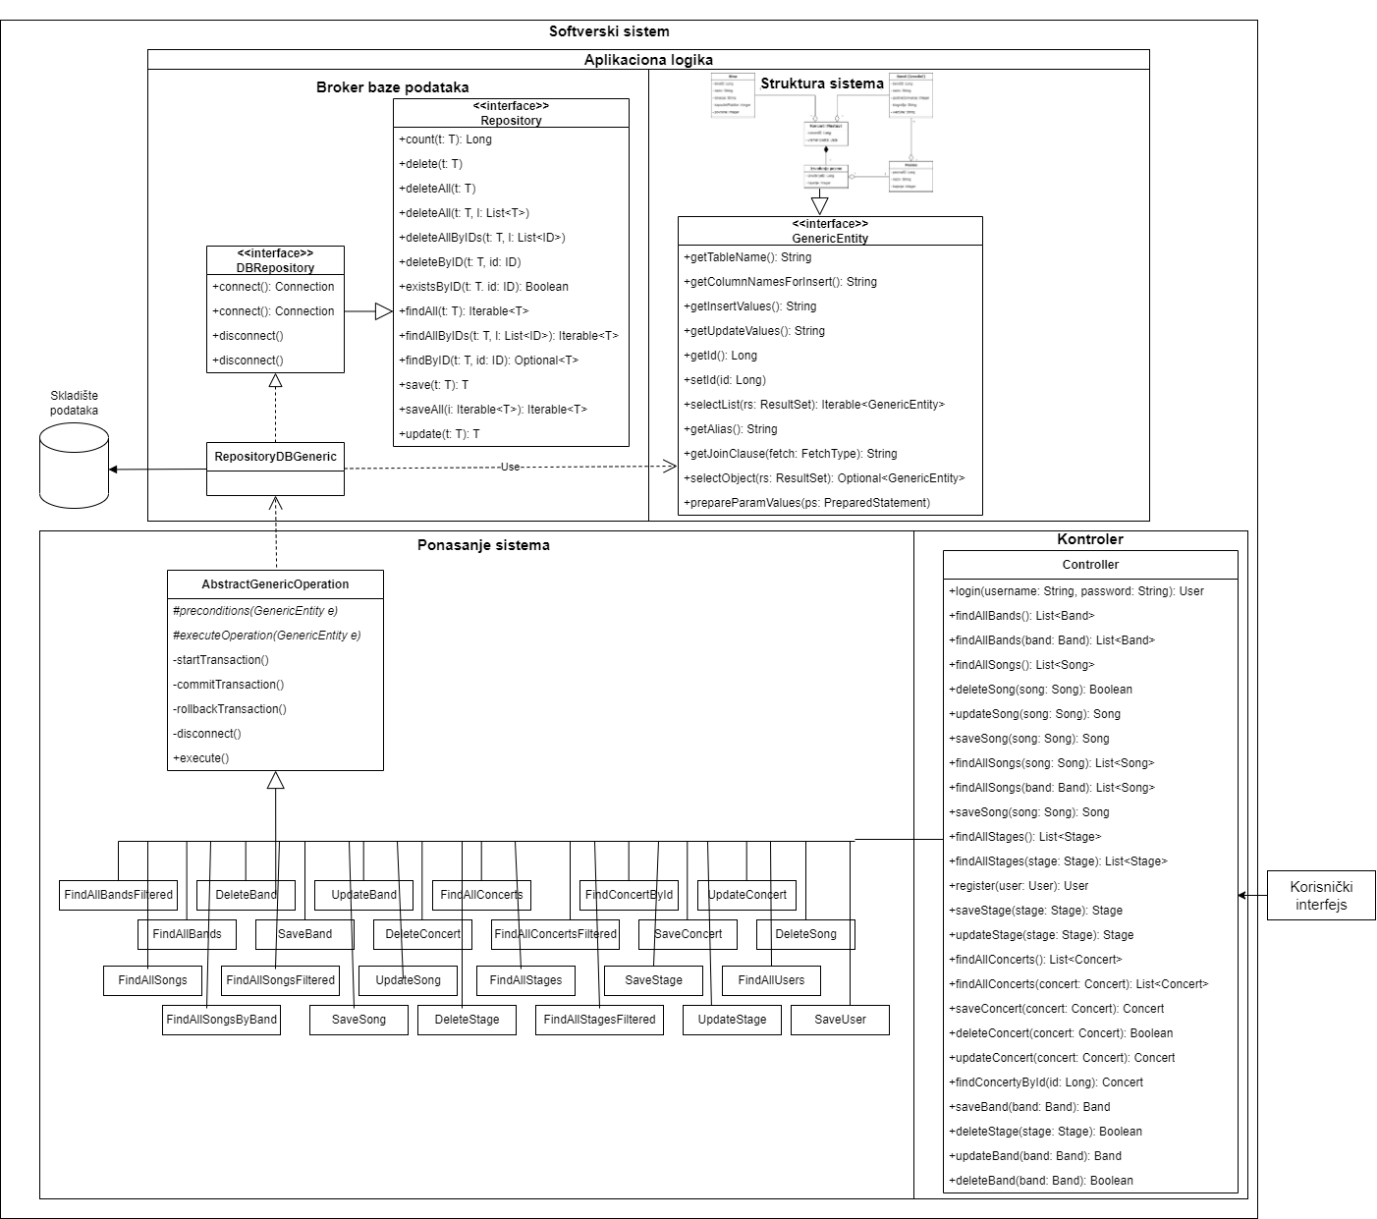 Softverski sistem
Aplikaciona logika
Broker baze podataka
<<interface>>
Repository
+count(t: T): Long
+delete(t: T)
+deleteAll(t: T)
+deleteAll(t: T, l: List<T>)
+deleteAllByIDs(t: T, l: List<ID>)
+deleteByID(t: T, id: ID)
+existsByID(t: T. id: ID): Boolean
+findAll(t: T): Iterable<T>
+findAllByIDs(t: T, l: List<ID>): Iterable<T>
+findByID(t: T, id: ID): Optional<T>
+save(t: T): T
+saveAll(i: Iterable<T>): Iterable<T>
+update(t: T): T
<<interface>>
DBRepository
+connect(): Connection
+connect(): Connection
+disconnect()
+disconnect()
Skladište
podataka
RepositoryDBGeneric
Use
Struktura sistema
<<interface>>
GenericEntity
+getTableName(): String
+getColumnNamesForInsert(): String
+getInsertValues(): String
+getUpdateValues(): String
+getId(): Long
+setId(id: Long)
+selectList(rs: ResultSet): Iterable<GenericEntity>
+getAlias(): String
+getJoinClause(fetch: FetchType): String
+selectObject(rs: ResultSet): Optional<GenericEntity>
+prepareParamValues(ps: PreparedStatement)
Ponasanje sistema
AbstractGenericOperation
#preconditions(GenericEntity e)
#executeOperation(GenericEntity e)
-startTransaction()
-commitTransaction()
-rollbackTransaction()
-disconnect()
+execute()
FindAllBandsFiltered
DeleteBand
UpdateBand
FindAllConcerts
FindConcertById
UpdateConcert
FindAllBands
SaveBand
DeleteConcert
FindAllConcertsFiltered
SaveConcert
DeleteSong
FindAllSongs
FindAllSongsFiltered
UpdateSong
FindAllStages
SaveStage
FindAllUsers
FindAllSongsByBand
SaveSong
DeleteStage
FindAllStagesFiltered
UpdateStage
SaveUser
Kontroler
Controller
+login(username: String, password: String): User
+findAllBands(): List<Band>
+findAllBands(band: Band): List<Band>
+findAllSongs(): List<Song>
+deleteSong(song: Song): Boolean
+updateSong(song: Song): Song
+saveSong(song: Song): Song
+findAllSongs(song: Song): List<Song>
+findAllSongs(band: Band): List<Song>
+saveSong(song: Song): Song
+findAllStages(): List<Stage>
+findAllStages(stage: Stage): List<Stage>
+register(user: User): User
+saveStage(stage: Stage): Stage
+updateStage(stage: Stage): Stage
+findAllConcerts(): List<Concert>
+findAllConcerts(concert: Concert): List<Concert>
+saveConcert(concert: Concert): Concert
+deleteConcert(concert: Concert): Boolean
+updateConcert(concert: Concert): Concert
+findConcertyById(id: Long): Concert
+saveBand(band: Band): Band
+deleteStage(stage: Stage): Boolean
+updateBand(band: Band): Band
+deleteBand(band: Band): Boolean
Korisnički
interfejs